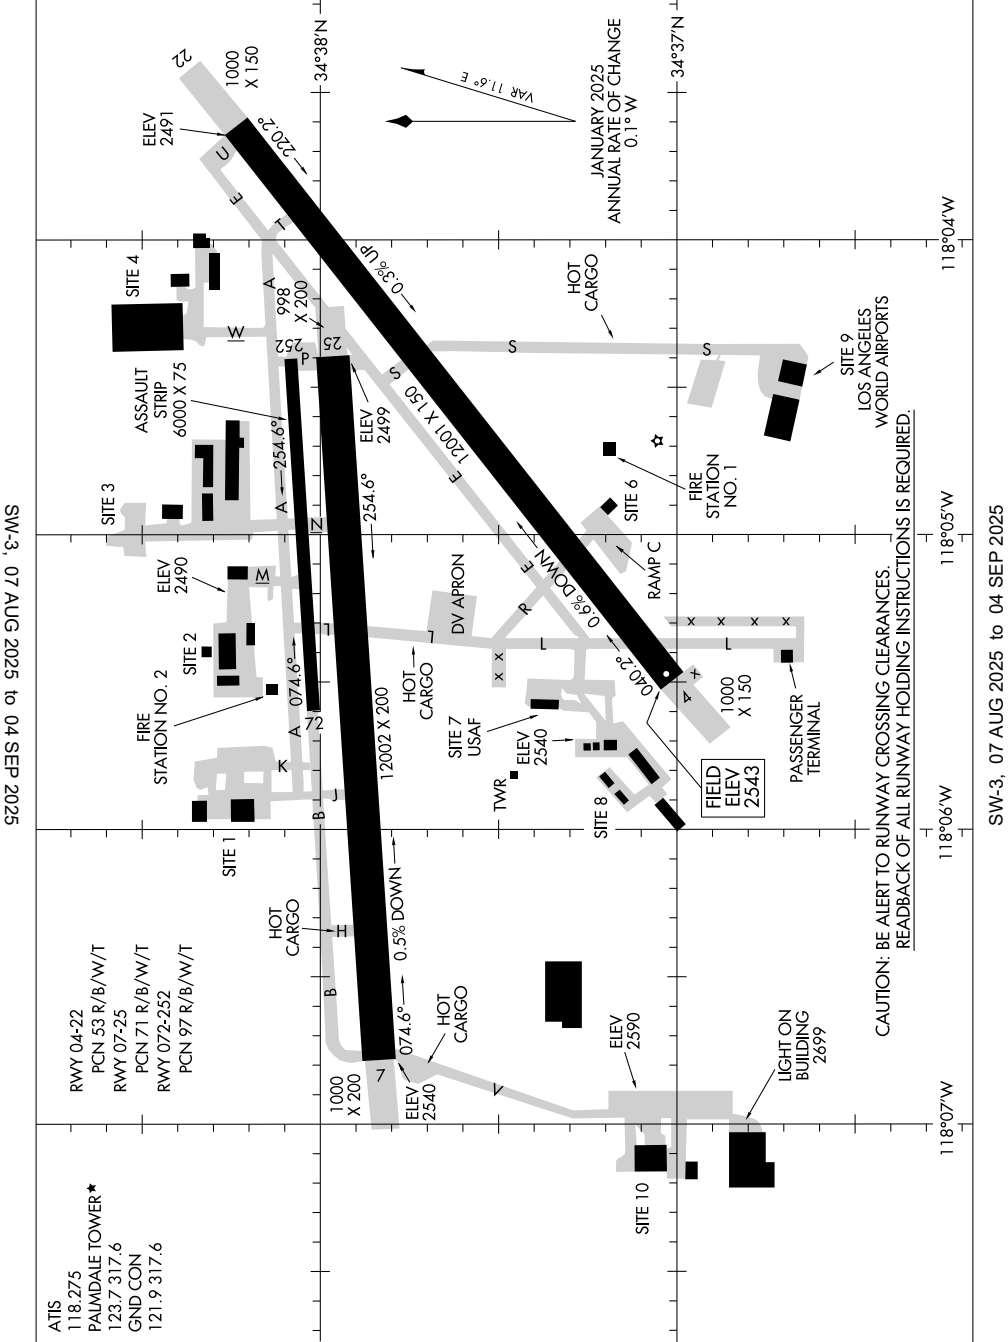 SW-3, 07 AUG 2025 to 04 SEP 2025
ATIS
118.275
PALMDALE TOWER★
123.7 317.6
GND CON
121.9 317.6
RWY 04-22
PCN 53 R/B/W/T
RWY 07-25
PCN 71 R/B/W/T
RWY 072-252
PCN 97 R/B/W/T
SITE 1
FIRE
STATION NO. 2
SITE 2
ELEV
2490
SITE 3
ASSAULT
STRIP
6000 X 75
SITE 4
ELEV
2491
22
1000
X 150
U
E
T
A
W
998
X 200
252
P
25
220.2°
0.3% UP
34°38'N
VAR 11.6° E
JANUARY 2025
ANNUAL RATE OF CHANGE
0.1° W
34°37'N
HOT
CARGO
B
H
B
J
K
A
72
074.6°
M
L
N
A
254.6°
254.6°
ELEV
2499
S
12001 X 150
E
S
S
HOT
CARGO
118°04'W
1000
X 200
7
ELEV
2540
074.6°
0.5% DOWN
12002 X 200
HOT
CARGO
V
HOT
CARGO
L
DV APRON
R
E
0.6% DOWN
L
X X
SITE 7
USAF
ELEV
2540
TWR
SITE 8
040.2°
4
X
1000
X 150
FIELD
ELEV
2543
X X X X
L
PASSENGER
TERMINAL
RAMP C
SITE 6
FIRE
STATION
NO. 1
SITE 9
LOS ANGELES
WORLD AIRPORTS
118°05'W
118°06'W
118°07'W
ELEV
2590
SITE 10
LIGHT ON
BUILDING
2699
CAUTION: BE ALERT TO RUNWAY CROSSING CLEARANCES.
READBACK OF ALL RUNWAY HOLDING INSTRUCTIONS IS REQUIRED.
SW-3, 07 AUG 2025 to 04 SEP 2025